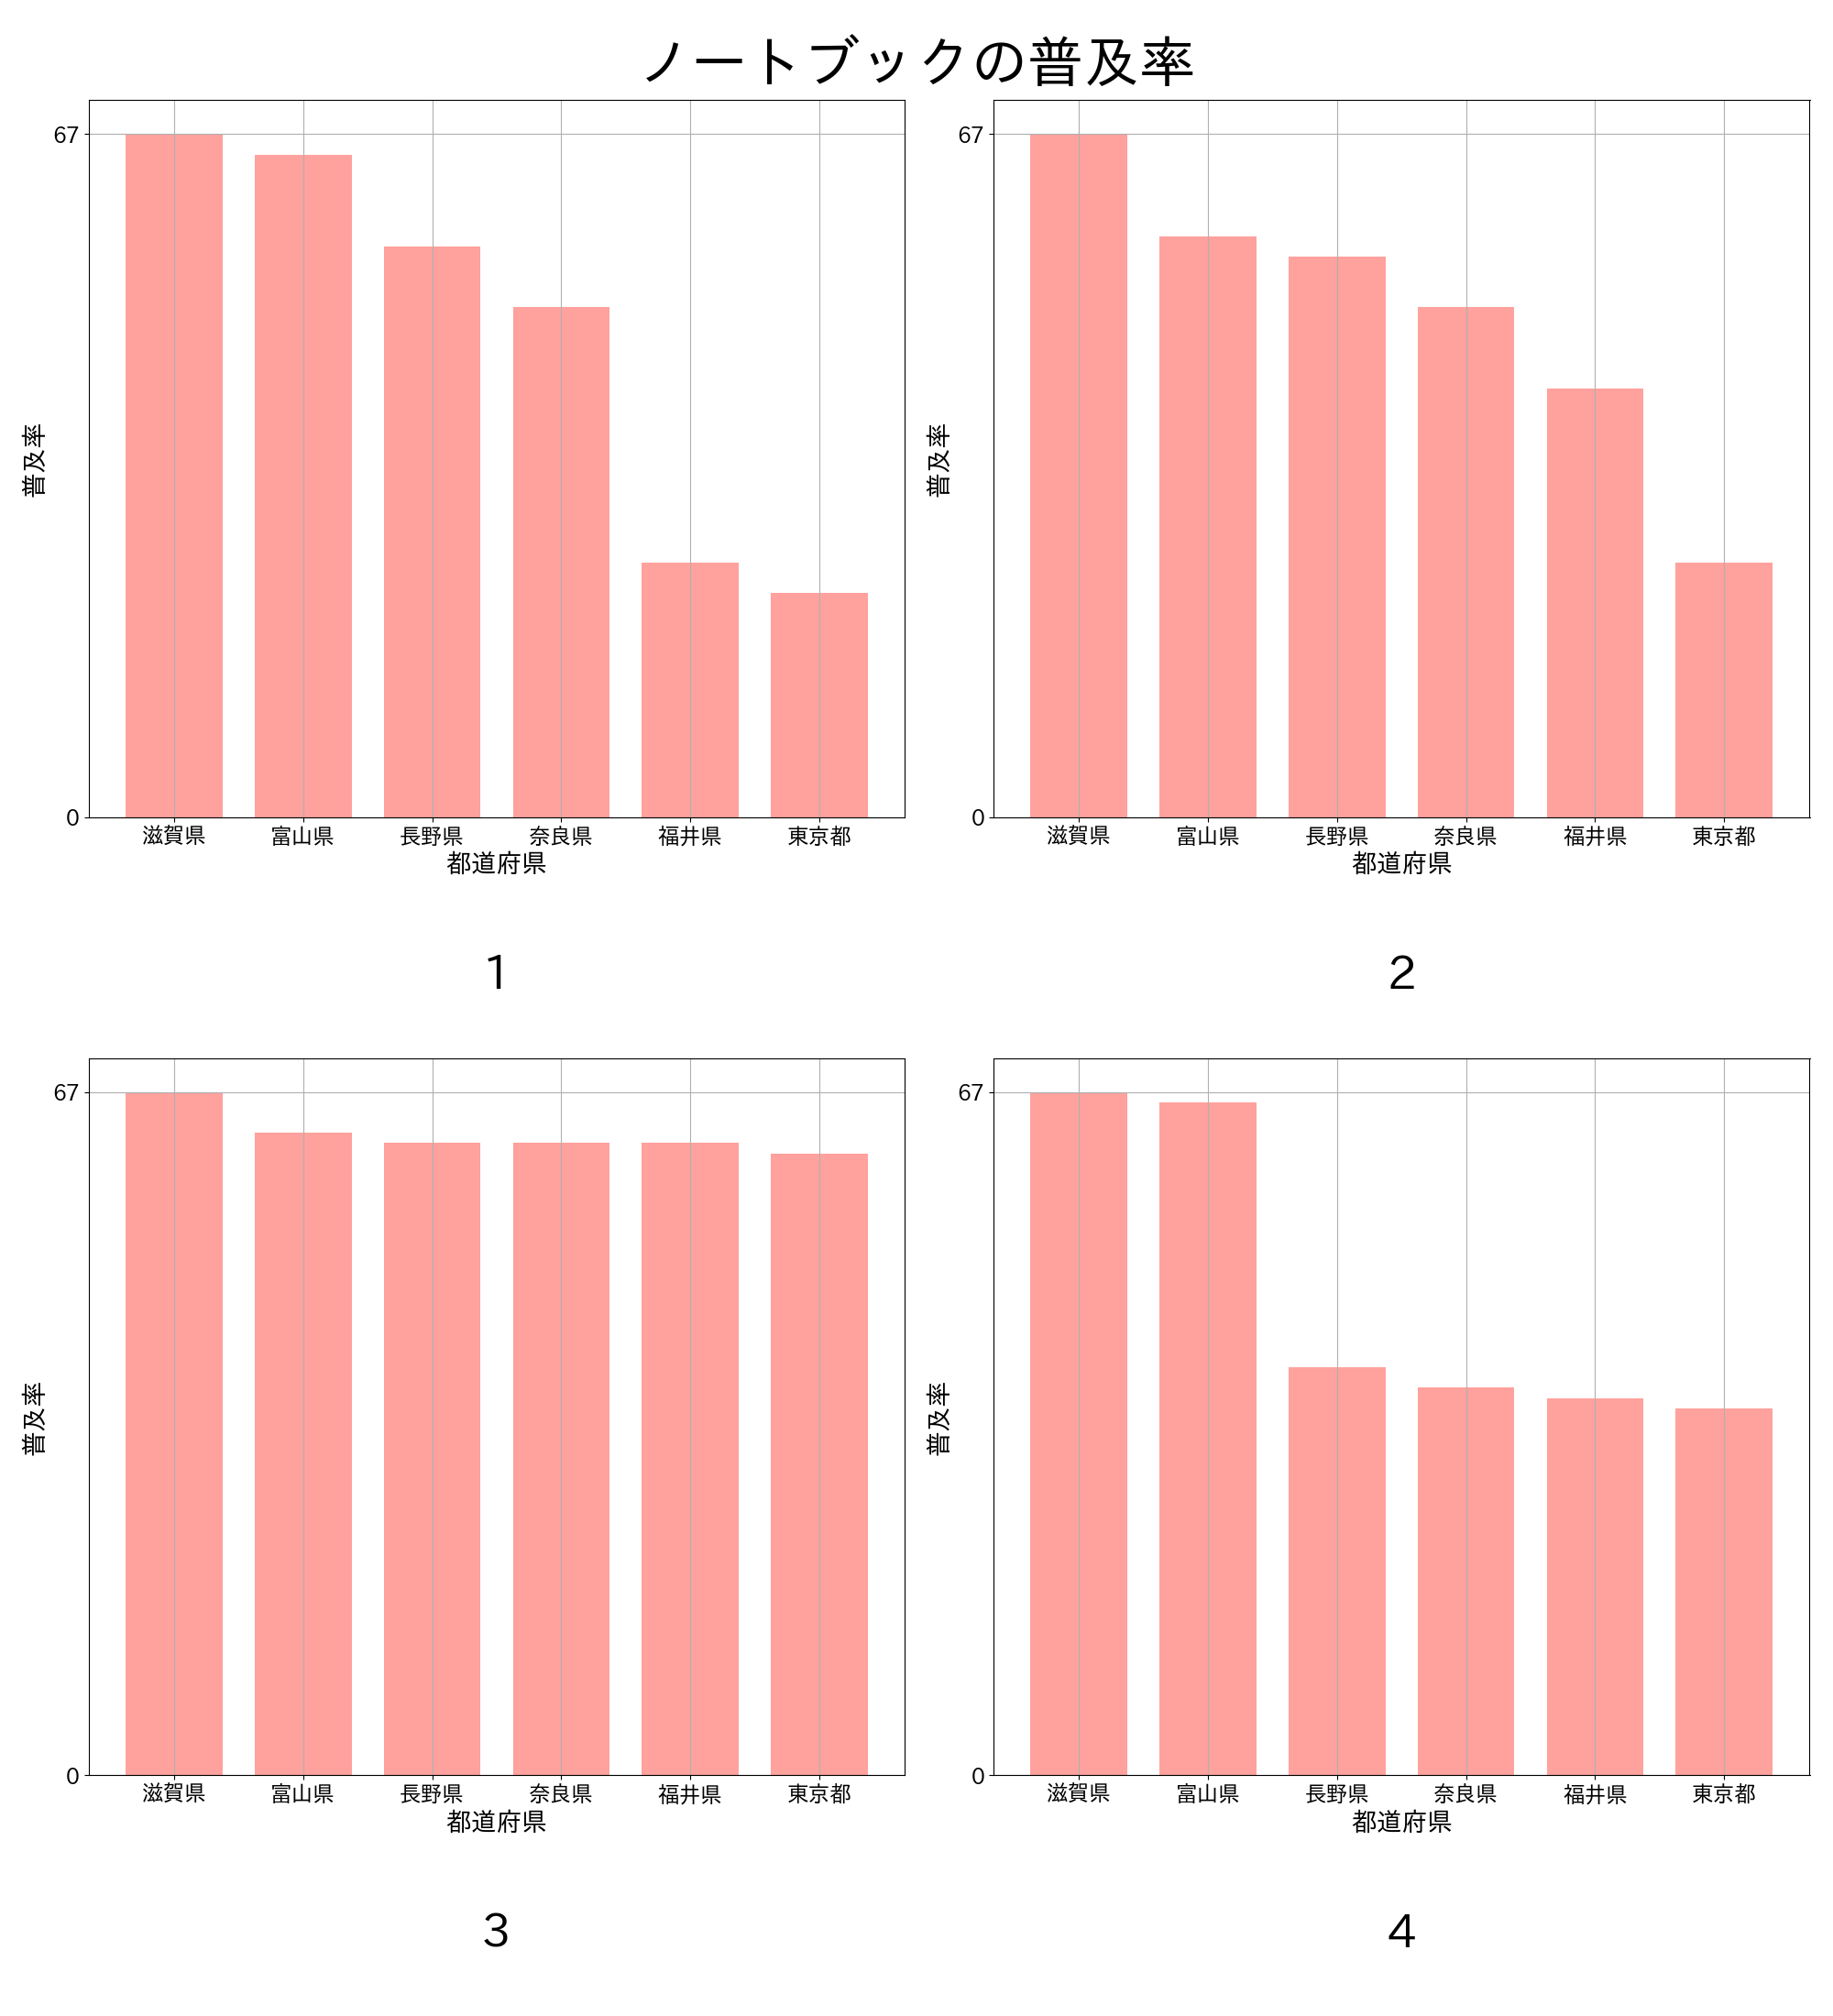 ノートブックの普及率
67
0
普及率
滋賀県 富山県 長野県 奈良県 福井県 東京都
都道府県
1
67
0
普及率
滋賀県 富山県 長野県 奈良県 福井県 東京都
都道府県
2
67
0
普及率
滋賀県 富山県 長野県 奈良県 福井県 東京都
都道府県
3
67
0
普及率
滋賀県 富山県 長野県 奈良県 福井県 東京都
都道府県
4